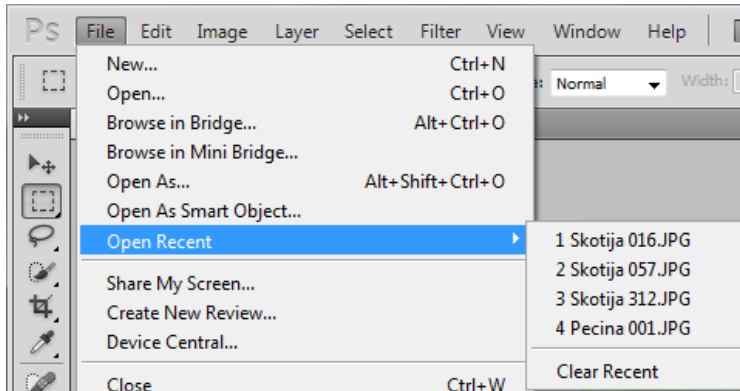 Ps File Edit Image Layer Select Filter View Window Help
New... Ctrl+N
Open... Ctrl+O
Normal Width:
Browse in Bridge... Alt+Ctrl+O
Browse in Mini Bridge...
Open As... Alt+Shift+Ctrl+O
Open As Smart Object...
Open Recent
1 Skotija 016.JPG
2 Skotija 057.JPG
3 Skotija 312.JPG
4 Pecina 001.JPG
Clear Recent
Share My Screen...
Create New Review...
Device Central...
Close Ctrl+W